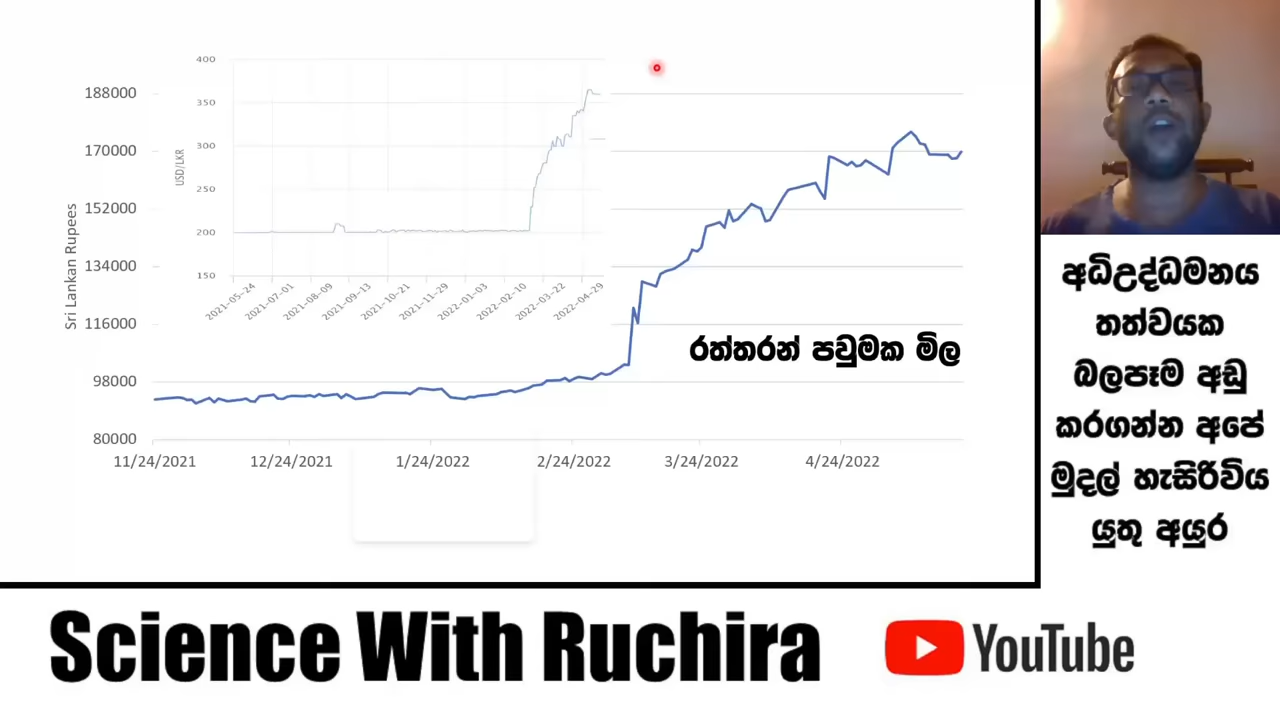 400
350
300
250
200
150
USD/LKR
2021-05-24
2021-07-01
2021-08-09
2021-09-13
2021-10-21
2021-11-29
2022-01-03
2022-02-10
2022-03-22
2022-04-29
188000
170000
152000
134000
116000
98000
80000
Sri Lankan Rupees
11/24/2021
12/24/2021
1/24/2022
2/24/2022
3/24/2022
4/24/2022
රත්තරන් පවුමක මිල
අධිඋද්ධමනය
තත්වයක
බලපෑම අඩු
කරගන්න අපේ
මුදල් හැසිරිවිය
යුතු අයුර
Science With Ruchira
YouTube